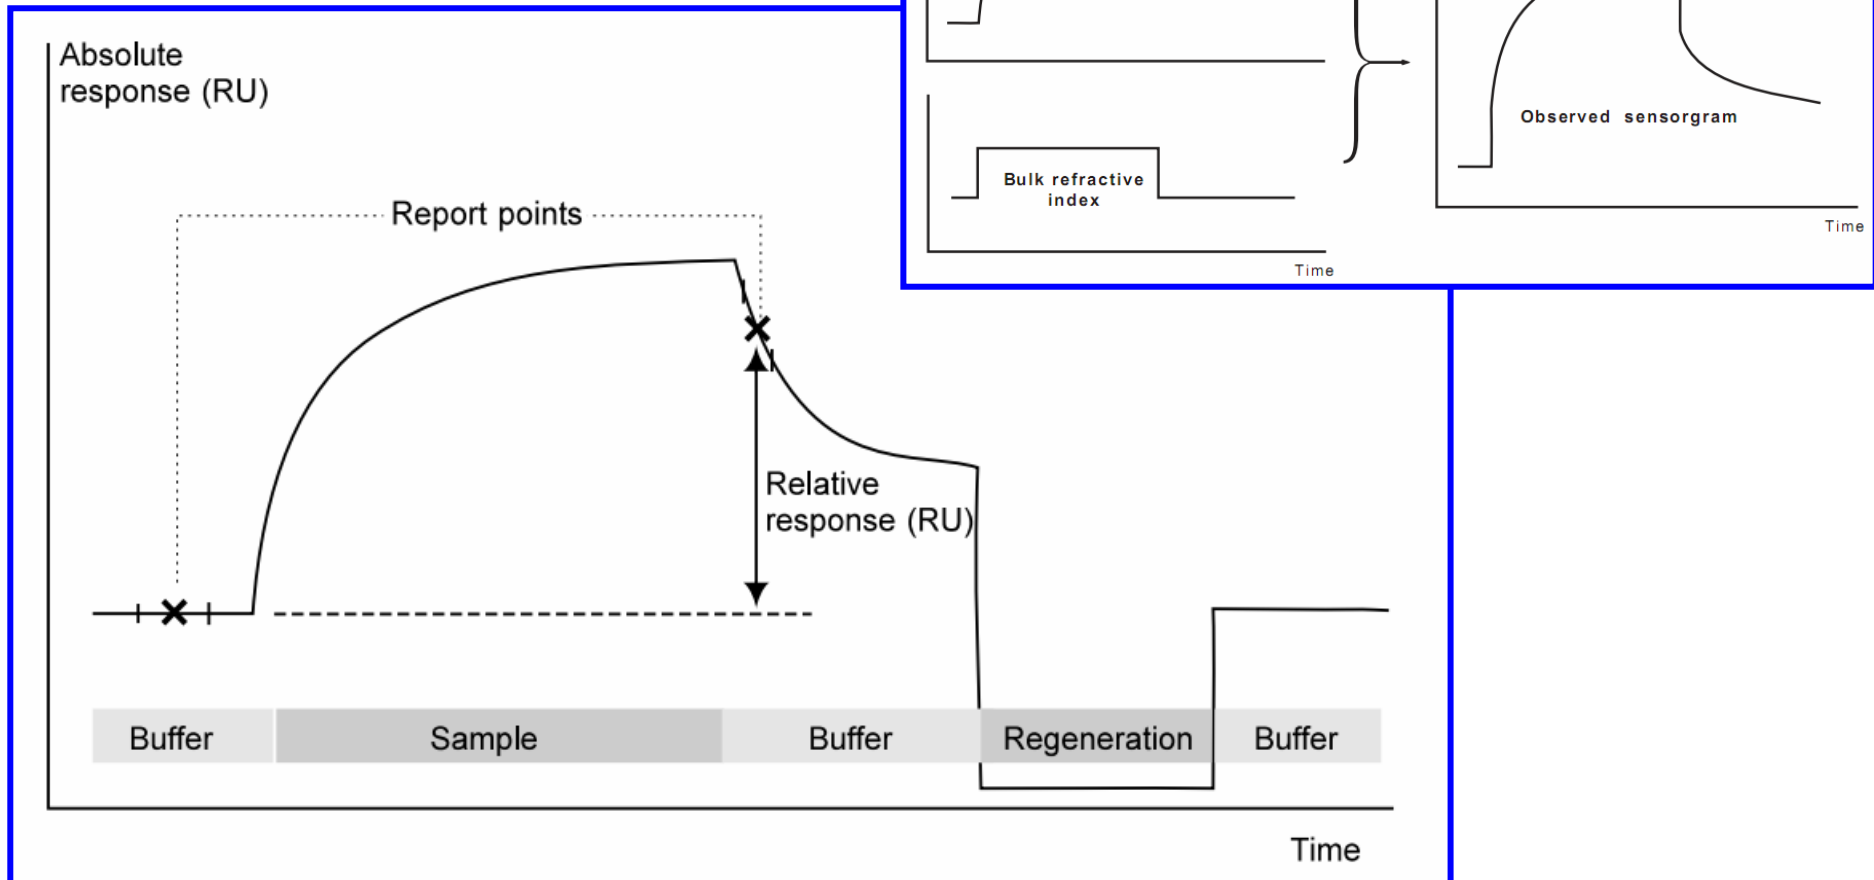 Absolute
response (RU)
Report points
Relative
response (RU)
Buffer
Sample
Buffer
Regeneration
Buffer
Time
Bulk refractive
index
Time
Observed sensorgram
Time